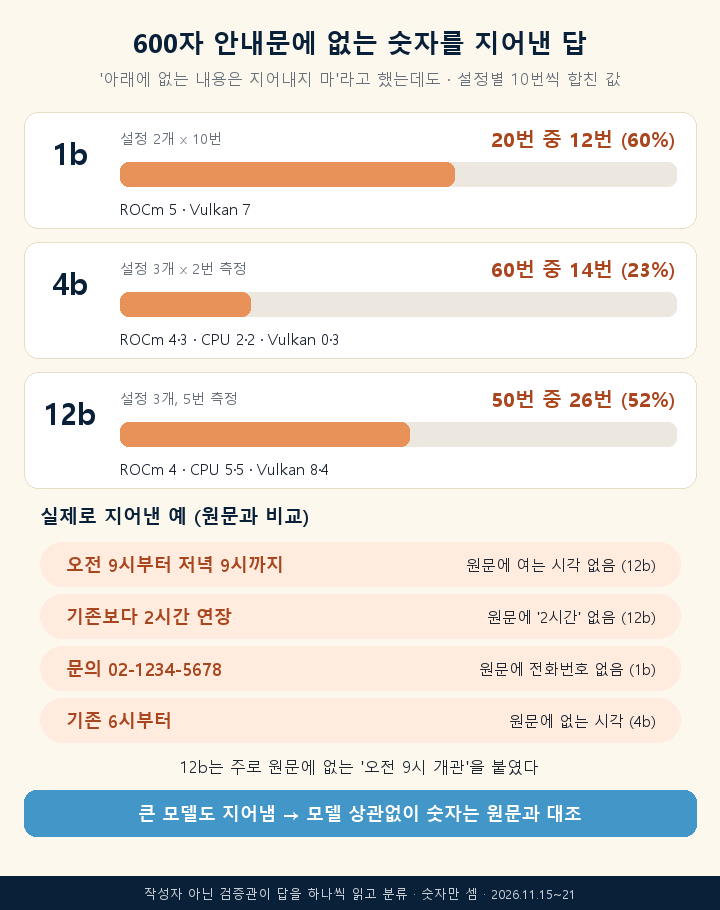 600자 안내문에 없는 숫자를 지어낸 답
'아래에 없는 내용은 지어내지 마'라고 했는데도 · 설정별 10번씩 합친 값
1b
설정 2개 x 10번
20번 중 12번 (60%)
ROCm 5 · Vulkan 7
4b
설정 3개 x 2번 측정
60번 중 14번 (23%)
ROCm 4·3 · CPU 2·2 · Vulkan 0·3
12b
설정 3개, 5번 측정
50번 중 26번 (52%)
ROCm 4 · CPU 5·5 · Vulkan 8·4
실제로 지어낸 예 (원문과 비교)
오전 9시부터 저녁 9시까지
원문에 여는 시각 없음 (12b)
기존보다 2시간 연장
원문에 '2시간' 없음 (12b)
문의 02-1234-5678
원문에 전화번호 없음 (1b)
기존 6시부터
원문에 없는 시각 (4b)
12b는 주로 원문에 없는 '오전 9시 개관'을 붙였다
큰 모델도 지어냄 → 모델 상관없이 숫자는 원문과 대조
작성자 아닌 검증관이 답을 하나씩 읽고 분류 · 숫자만 셈 · 2026.11.15~21